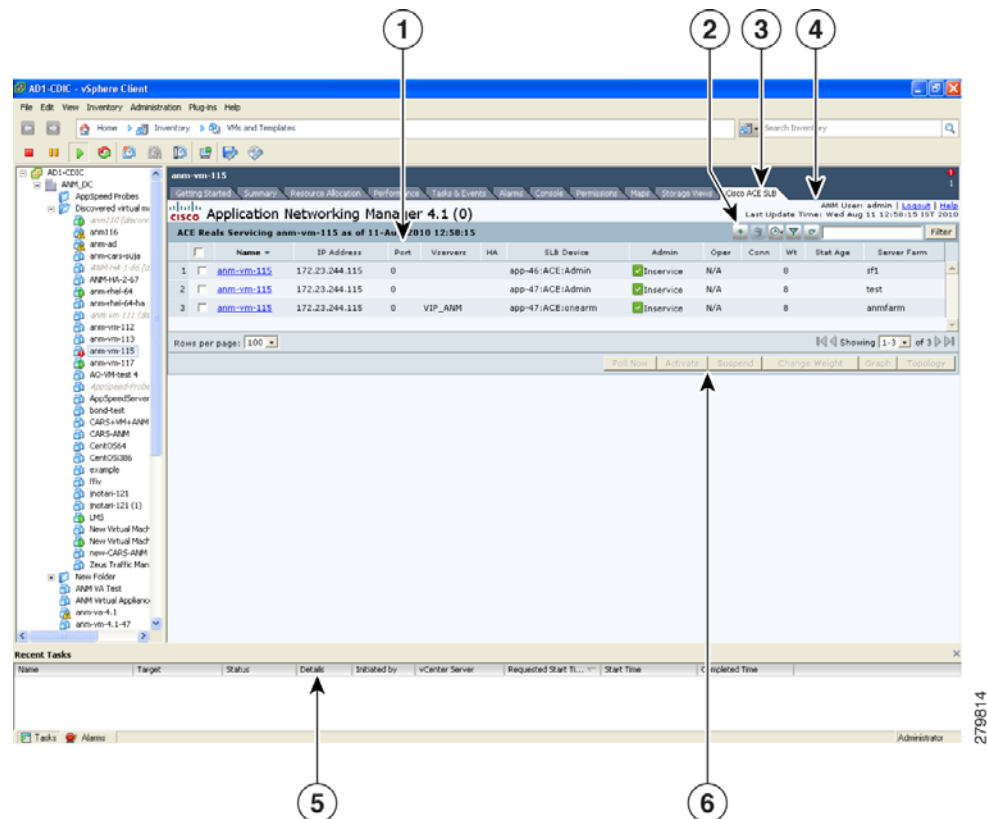 1 2 3 4
AD1-CDIC - vSphere Client
File Edit View Inventory Administration Plug-ins Help
Home Inventory VMs and Templates
Search Inventory
AD1-CDIC
ANM_DC
AppSpeed Probes
Discovered virtual
anm116
anm-ad
anm-cars-suja
ANM-HA-2-67
anm-rhel-64
anm-rhel-64-ha
anm-vm-112
anm-vm-113
anm-vm-115
anm-vm-117
AO-VM-test 4
AppSpeedServer
bond-test
CARS+VM+ANM
CARS-ANM
CentOS64
CentOSi386
example
jnotari-121
jnotari-121 (1)
LMS
New Virtual Mach
New Virtual Mach
new-CARS-ANM
Zeus Traffic Man
New Folder
ANM VA Test
ANM Virtual Applianc
anm-va-4.1
anm-vm-4.1-47
anm-vm-115
1
Getting Started Summary Resource Allocation Performance Tasks & Events Alarms Console Permissions Maps Storage Views Cisco ACE SLB
CISCO Application Networking Manager 4.1 (0)
ANM User: admin | Logout | Help
Last Update Time: Wed Aug 11 12:58:15 IST 2010
ACE Reals Servicing anm-vm-115 as of 11-Aug-2010 12:58:15
Filter
Name IP Address Port Vservers HA SLB Device Admin Oper Conn Wt Stat Age Server Farm
1 anm-vm-115 172.23.244.115 0 app-46:ACE:Admin Inservice N/A 8 sf1
2 anm-vm-115 172.23.244.115 0 app-47:ACE:Admin Inservice N/A 8 test
3 anm-vm-115 172.23.244.115 0 VIP_ANM app-47:ACE:onearm Inservice N/A 8 anmfarm
Rows per page: 100
Showing 1-3 of 3
Poll Now Activate Suspend Change Weight Graph Topology
Recent Tasks
Name Target Status Details Initiated by vCenter Server Requested Start Ti... Start Time Completed Time
Tasks Alarms
Administrator
5 6
279814